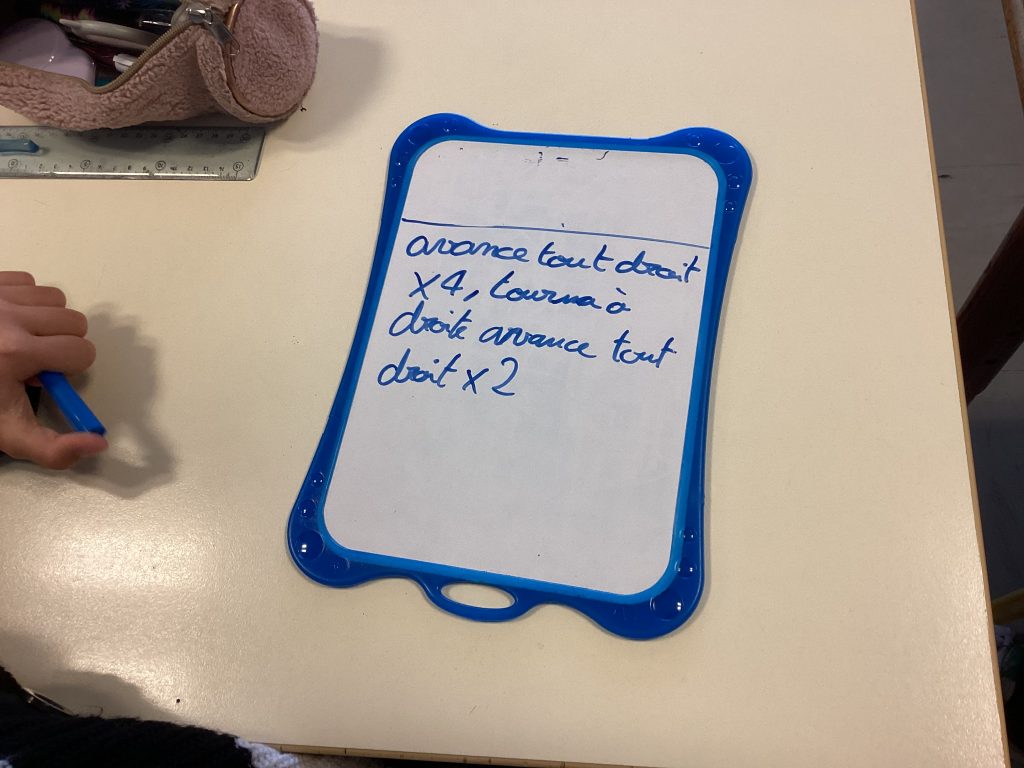 avance tout droit
x4, tourna à
droite avance tout
droit x 2